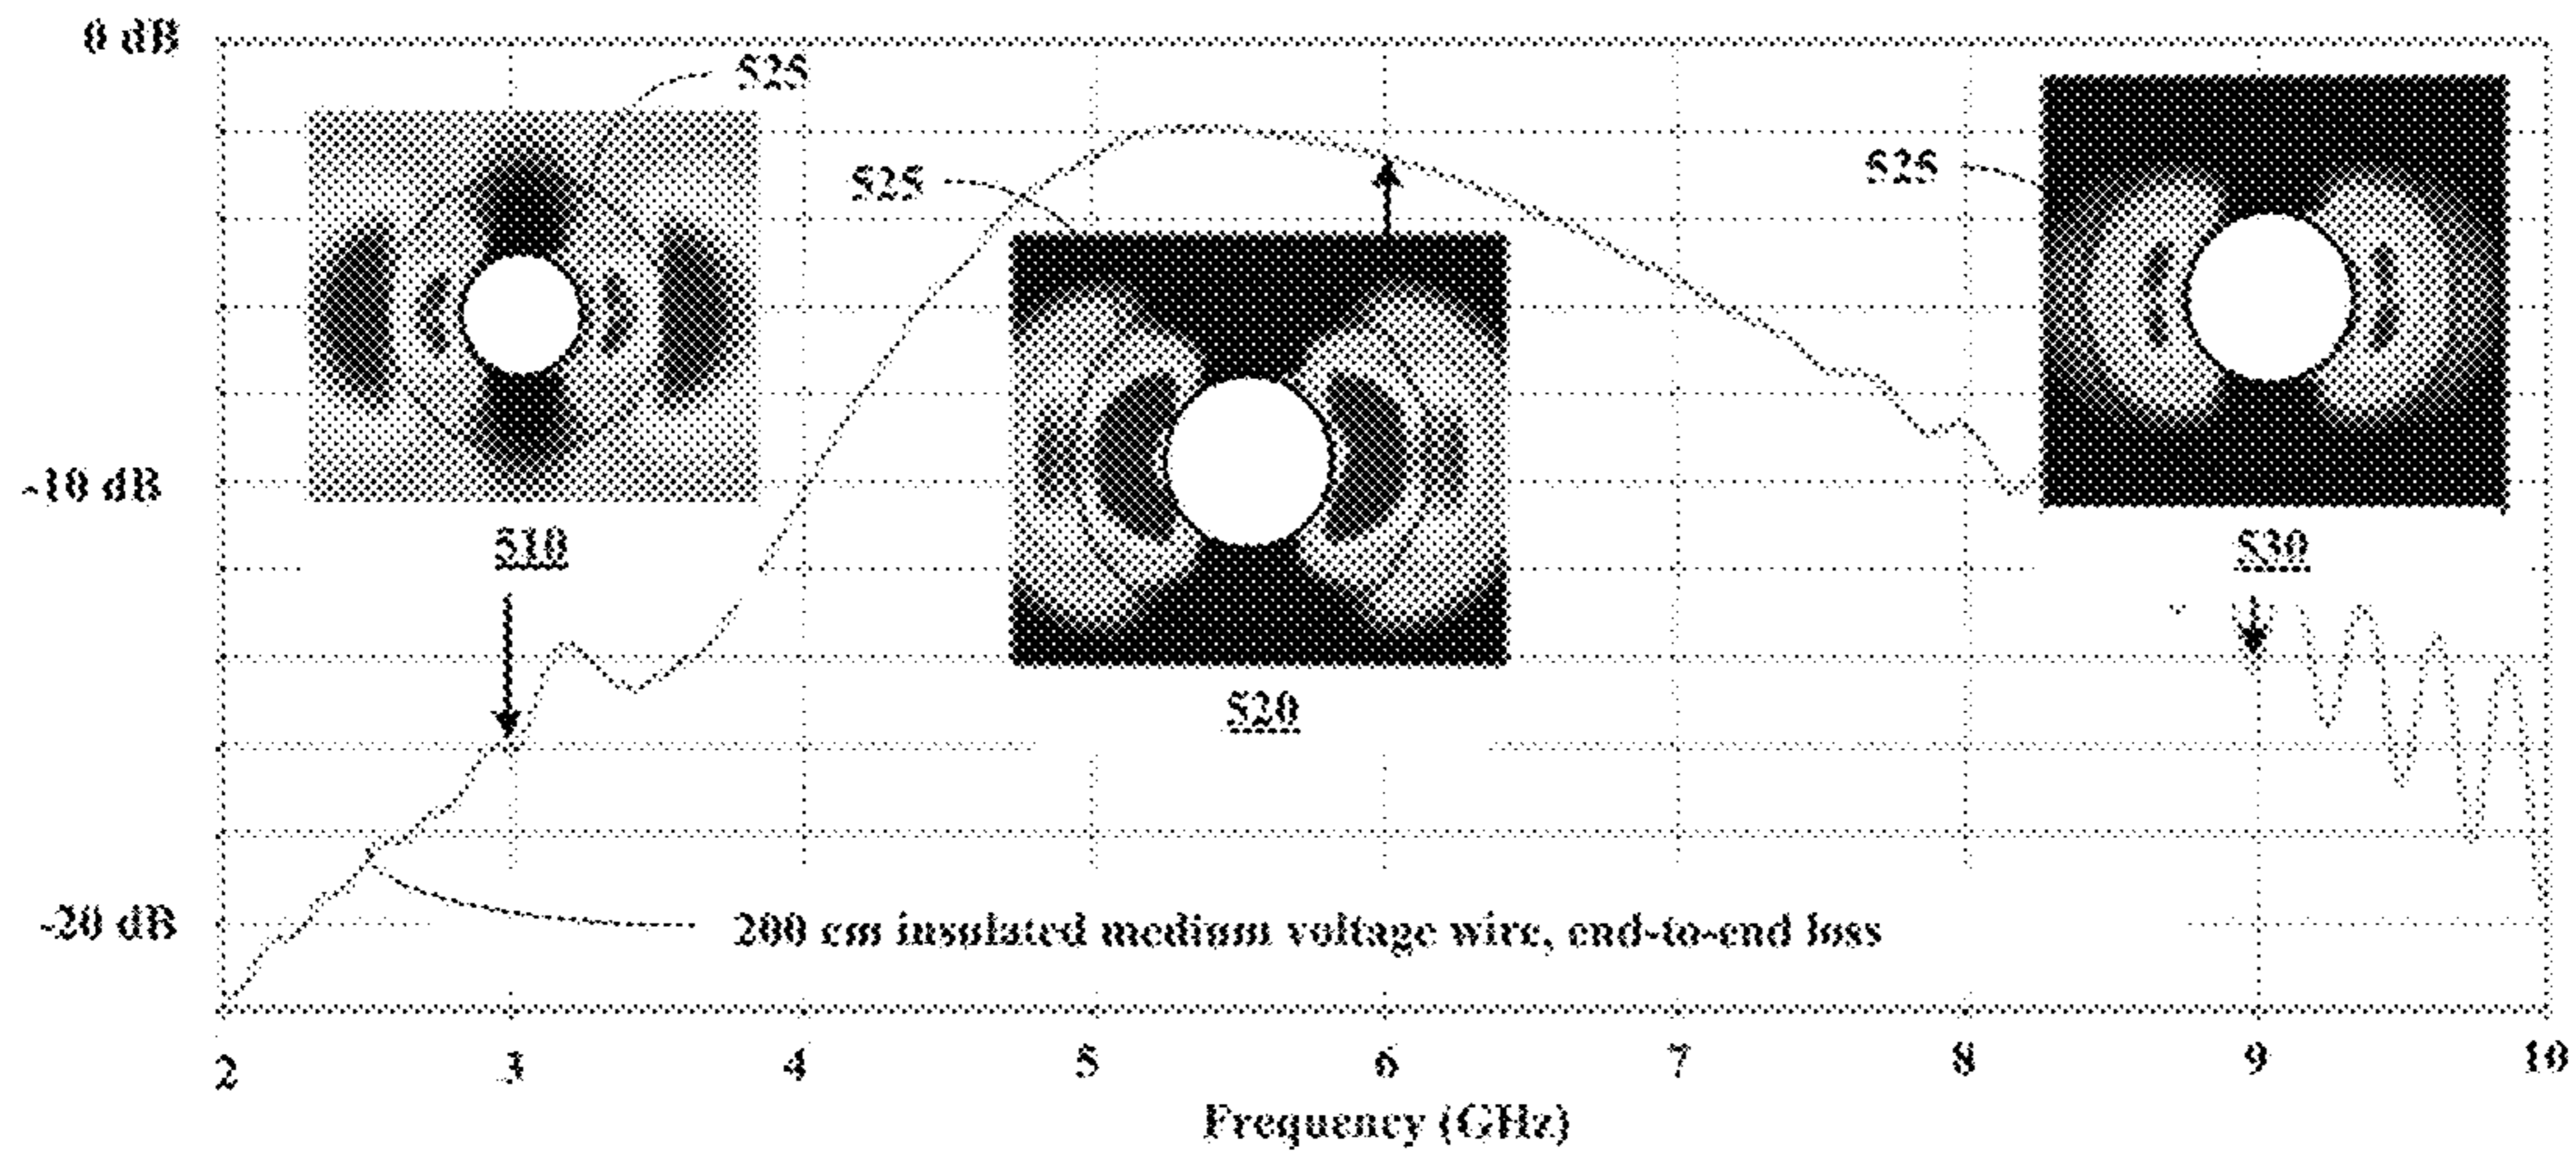 0 dB
525
525
525
-10 dB
510
530
520
-20 dB
200 cm insulated medium voltage wire, end-to-end loss
2 3 4 5 6 7 8 9 10
Frequency (GHz)